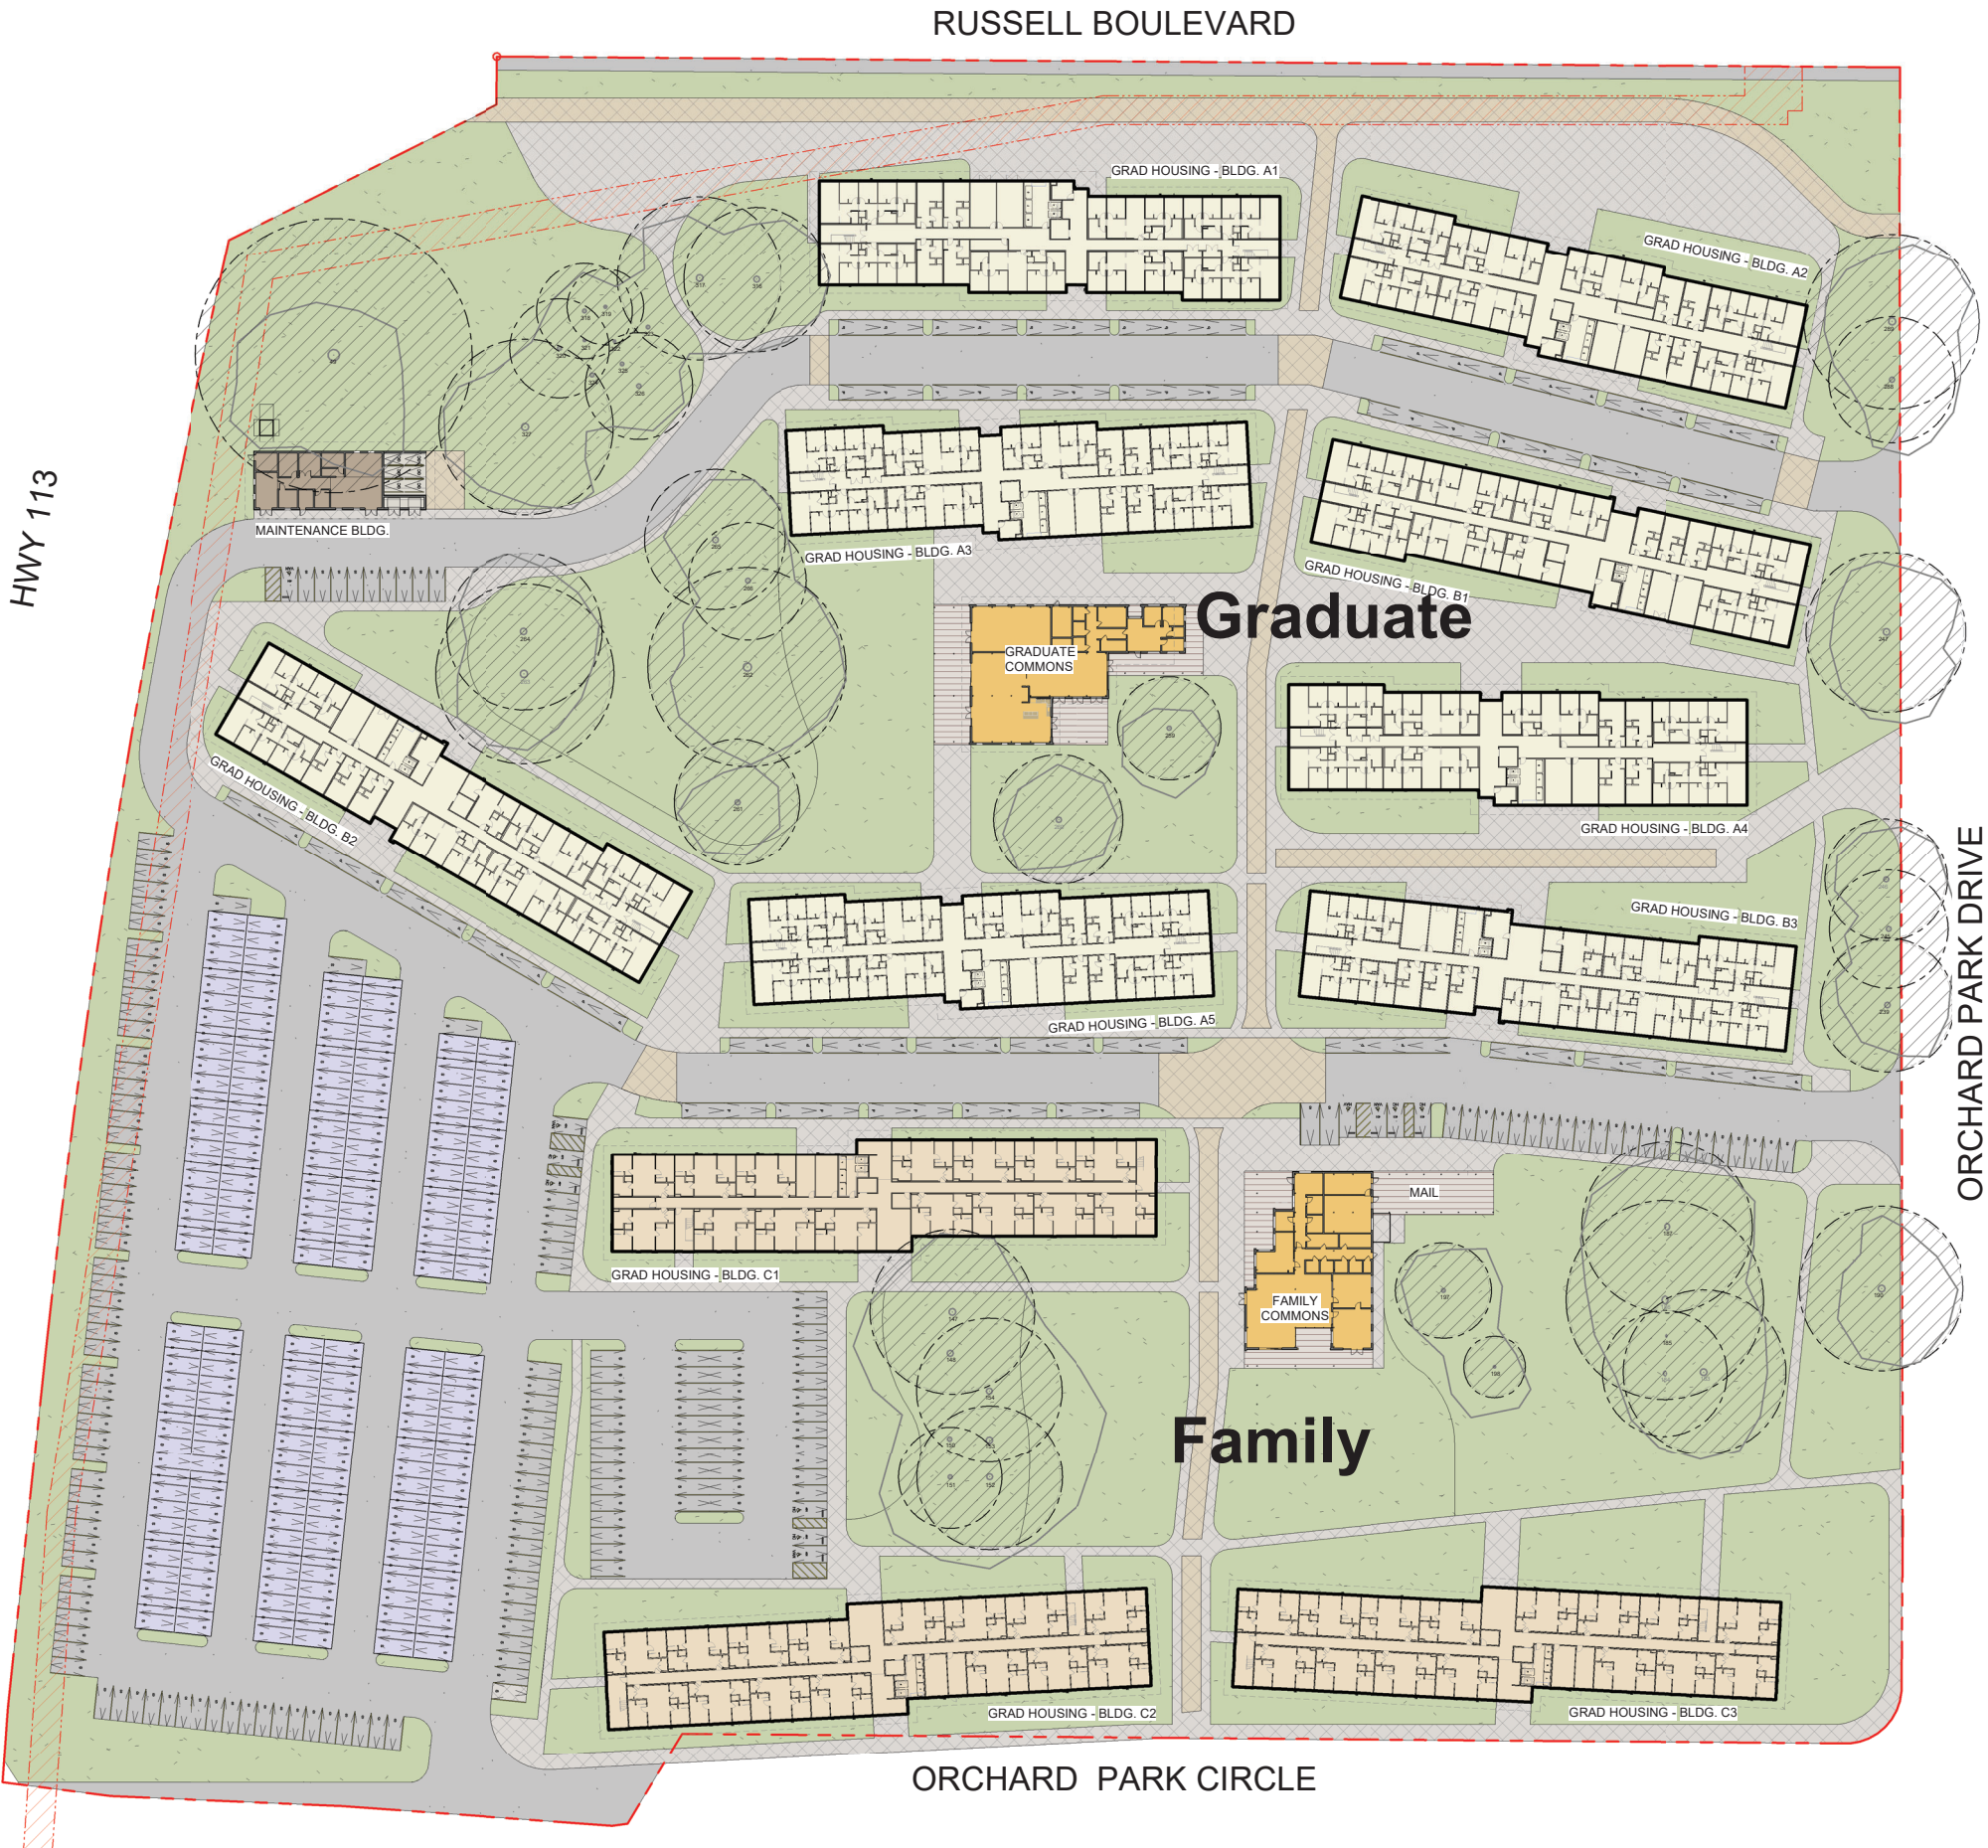 RUSSELL BOULEVARD
GRAD HOUSING - BLDG. A1
GRAD HOUSING - BLDG. A2
HWY 113
MAINTENANCE BLDG.
GRAD HOUSING - BLDG. A3
GRAD HOUSING - BLDG. B1
Graduate
GRADUATE
COMMONS
GRAD HOUSING - BLDG. B2
GRAD HOUSING - BLDG. A4
GRAD HOUSING - BLDG. B3
ORCHARD PARK DRIVE
GRAD HOUSING - BLDG. A5
MAIL
GRAD HOUSING - BLDG. C1
FAMILY
COMMONS
Family
GRAD HOUSING - BLDG. C2
GRAD HOUSING - BLDG. C3
ORCHARD PARK CIRCLE